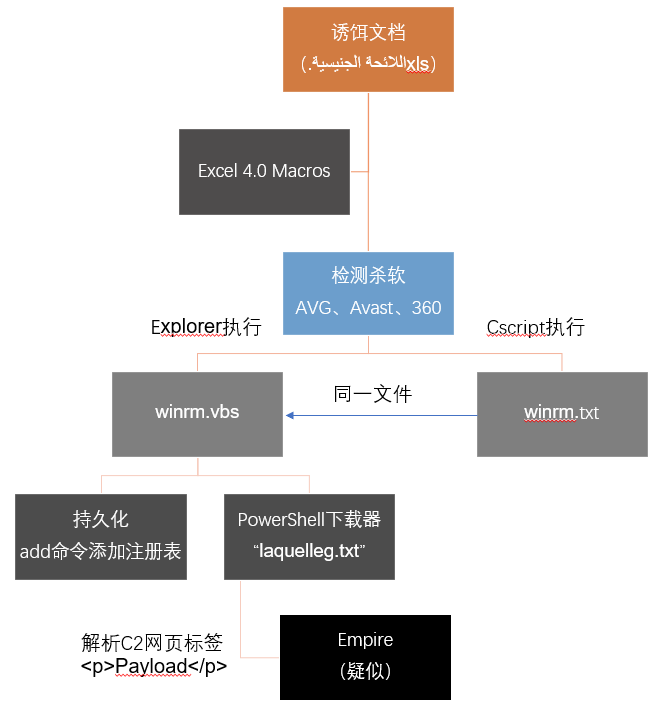 诱饵文档
(اللائحة الجنيسية.xls)
Excel 4.0 Macros
检测杀软
AVG、Avast、360
Explorer执行
Cscript执行
winrm.vbs
同一文件
winrm.txt
持久化
add命令添加注册表
PowerShell下载器
“laquelleg.txt”
解析C2网页标签
<p>Payload</p>
Empire
（疑似）